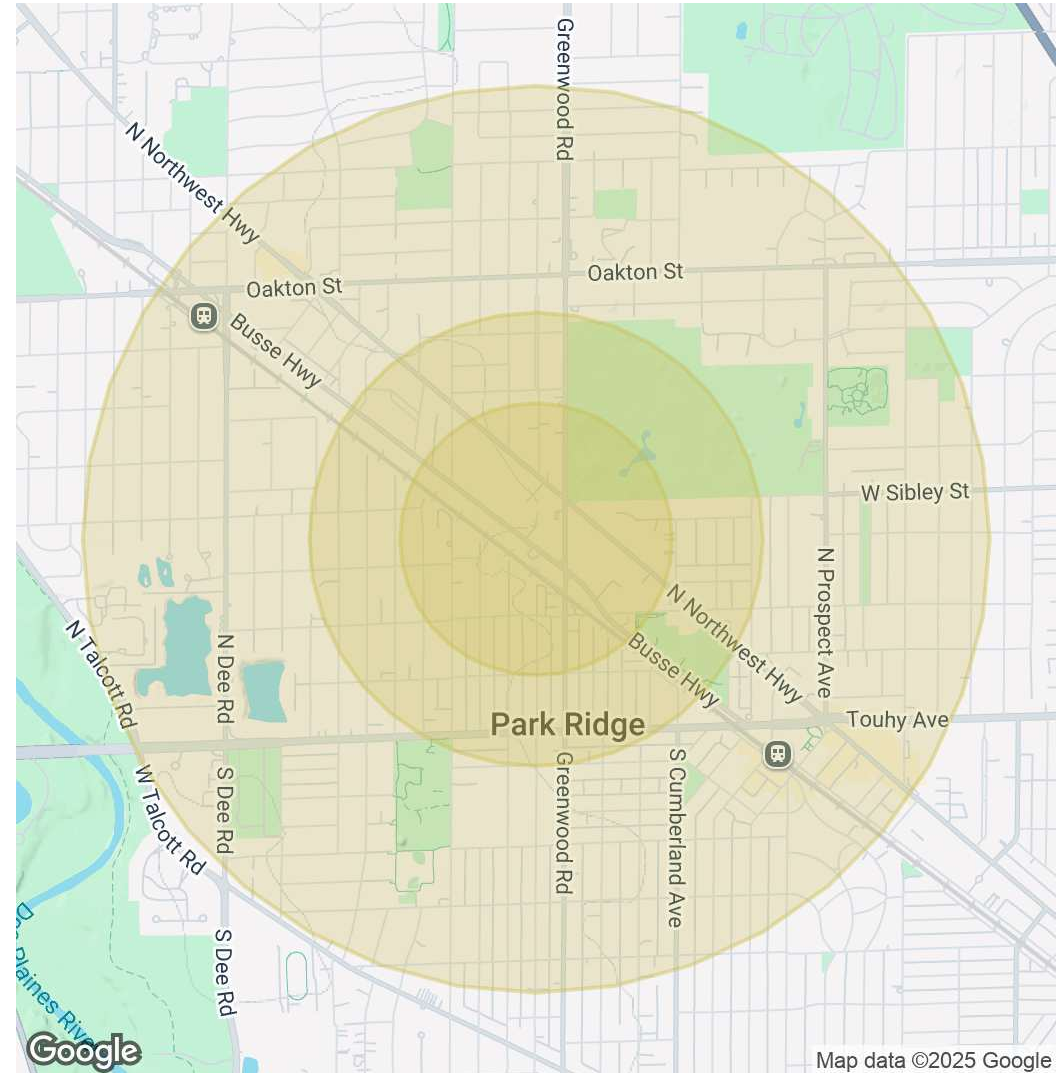 Greenwood Rd
N Northwest Hwy
Oakton St
Oakton St
Busse Hwy
W Sibley St
N Prospect Ave
N Northwest Hwy
N Talcott Rd
N Dee Rd
Busse Hwy
Park Ridge
Touhy Ave
W Talcott Rd
S Dee Rd
Greenwood Rd
S Cumberland Ave
S Dee Rd
Des Plaines River
Google
Map data ©2025 Google